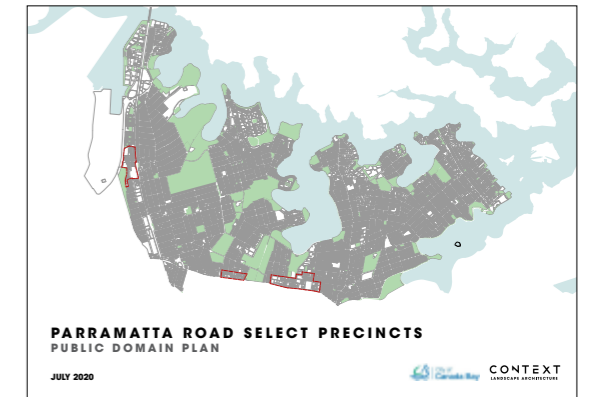 PARRAMATTA ROAD SELECT PRECINCTS
PUBLIC DOMAIN PLAN
JULY 2020
City of
Canada Bay
CONTEXT
LANDSCAPE ARCHITECTURE